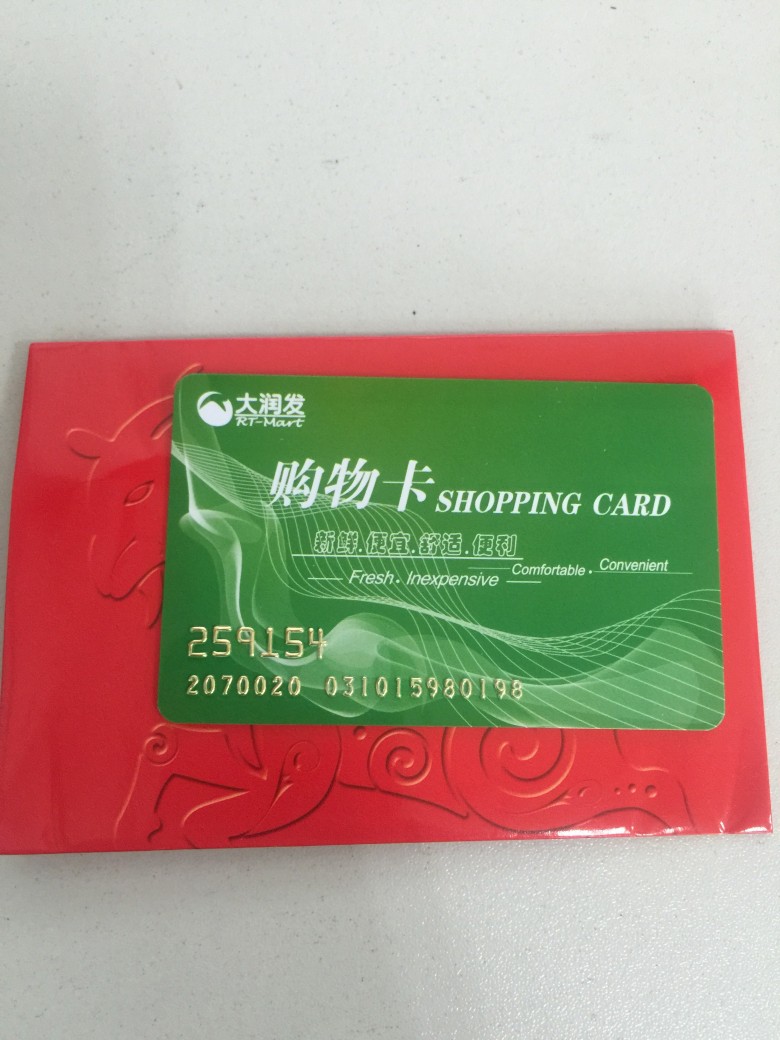 大润发
RT-Mart
购物卡 SHOPPING CARD
新鲜.便宜.舒适.便利
Fresh. Inexpensive Comfortable. Convenient
259154
2070020 031015980198